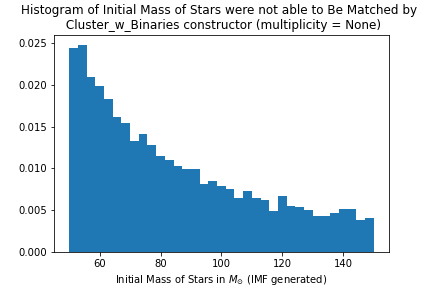 Histogram of Initial Mass of Stars were not able to Be Matched by
Cluster_w_Binaries constructor (multiplicity = None)
0.025
0.020
0.015
0.010
0.005
0.000
60 80 100 120 140
Initial Mass of Stars in M⊙ (IMF generated)